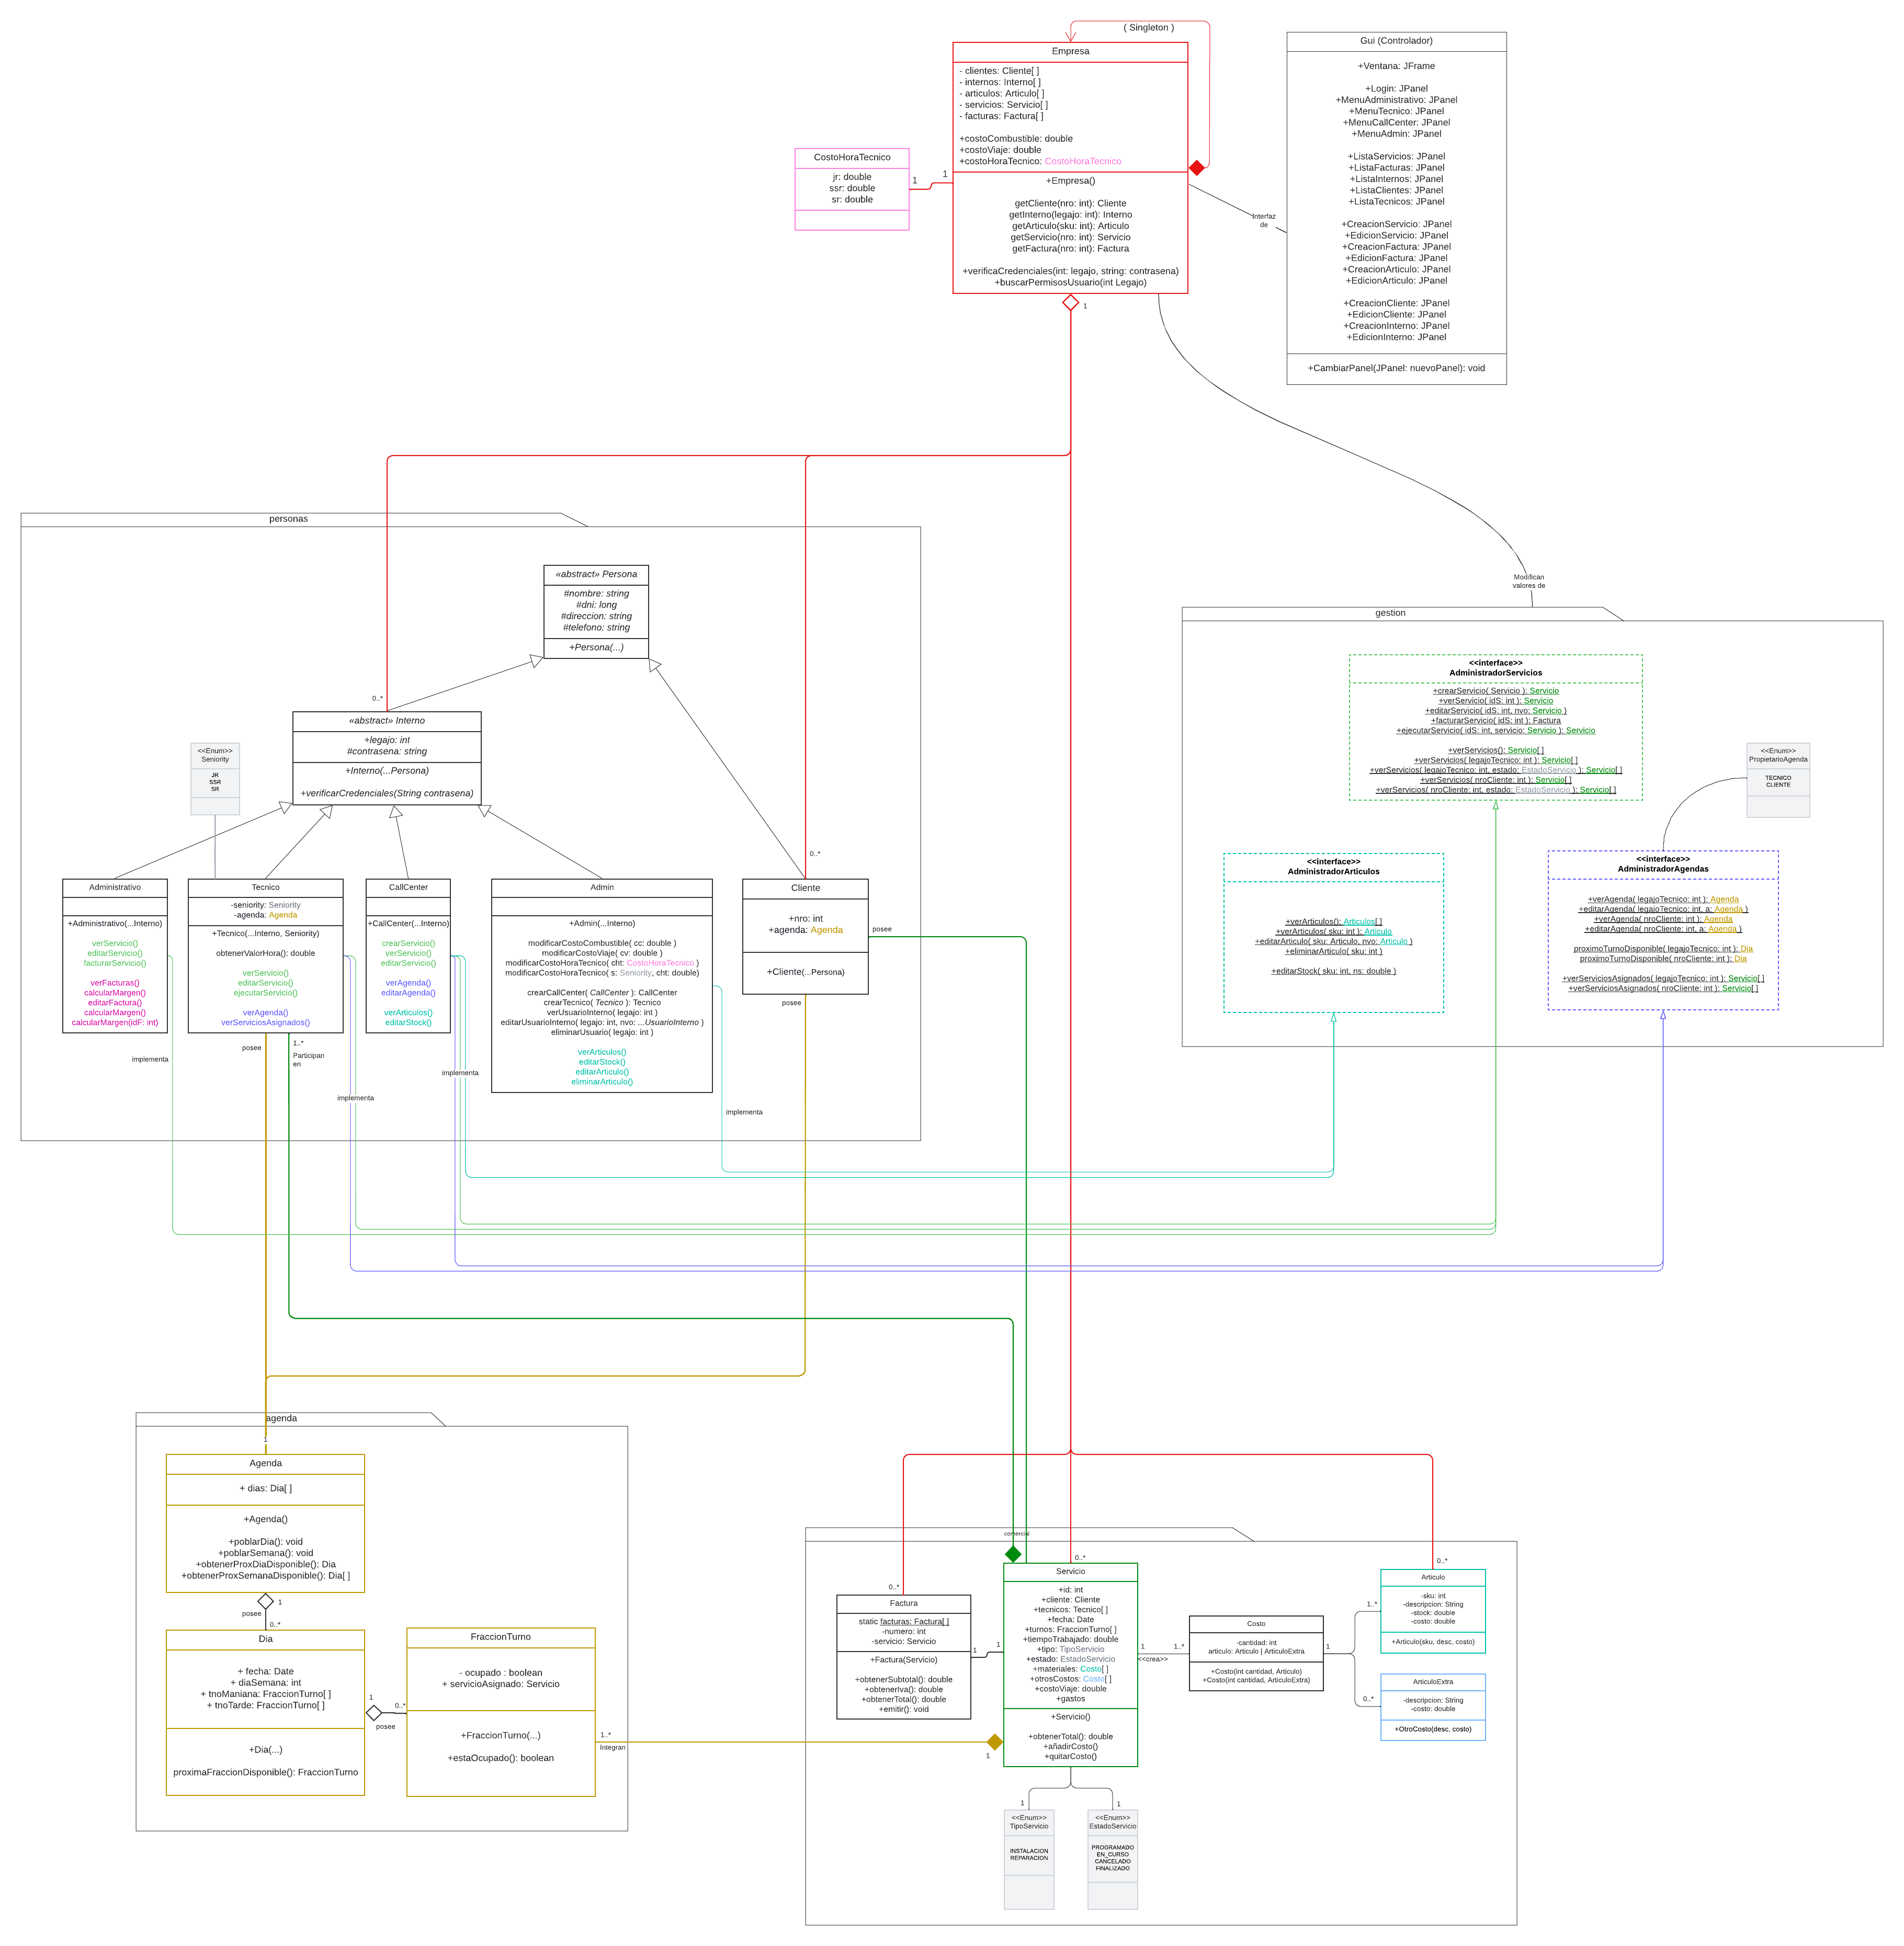 ( Singleton )
Empresa
- clientes: Cliente[ ]
- internos: Interno[ ]
- articulos: Articulo[ ]
- servicios: Servicio[ ]
- facturas: Factura[ ]
+costoCombustible: double
+costoViaje: double
+costoHoraTecnico: CostoHoraTecnico
+Empresa()
getCliente(nro: int): Cliente
getInterno(legajo: int): Interno
getArticulo(sku: int): Articulo
getServicio(nro: int): Servicio
getFactura(nro: int): Factura
+verificaCredenciales(int: legajo, string: contrasena)
+buscarPermisosUsuario(int Legajo)
1
CostoHoraTecnico
jr: double
ssr: double
sr: double
1
1
Interfaz
de
Gui (Controlador)
+Ventana: JFrame
+Login: JPanel
+MenuAdministrativo: JPanel
+MenuTecnico: JPanel
+MenuCallCenter: JPanel
+MenuAdmin: JPanel
+ListaServicios: JPanel
+ListaFacturas: JPanel
+ListaInternos: JPanel
+ListaClientes: JPanel
+ListaTecnicos: JPanel
+CreacionServicio: JPanel
+EdicionServicio: JPanel
+CreacionFactura: JPanel
+EdicionFactura: JPanel
+CreacionArticulo: JPanel
+EdicionArticulo: JPanel
+CreacionCliente: JPanel
+EdicionCliente: JPanel
+CreacionInterno: JPanel
+EdicionInterno: JPanel
+CambiarPanel(JPanel: nuevoPanel): void
personas
«abstract» Persona
#nombre: string
#dni: long
#direccion: string
#telefono: string
+Persona(...)
0..*
«abstract» Interno
+legajo: int
#contrasena: string
+Interno(...Persona)
+verificarCredenciales(String contrasena)
<<Enum>>
Seniority
JR
SSR
SR
Administrativo
+Administrativo(...Interno)
verServicio()
editarServicio()
facturarServicio()
verFacturas()
calcularMargen()
editarFactura()
calcularMargen()
calcularMargen(idF: int)
implementa
Tecnico
-seniority: Seniority
-agenda: Agenda
+Tecnico(...Interno, Seniority)
obtenerValorHora(): double
verServicio()
editarServicio()
ejecutarServicio()
verAgenda()
verServiciosAsignados()
posee
1..*
Participan
en
implementa
CallCenter
+CallCenter(...Interno)
crearServicio()
verServicio()
editarServicio()
verAgenda()
editarAgenda()
verArticulos()
editarStock()
implementa
Admin
+Admin(...Interno)
modificarCostoCombustible( cc: double )
modificarCostoViaje( cv: double )
modificarCostoHoraTecnico( cht: CostoHoraTecnico )
modificarCostoHoraTecnico( s: Seniority, cht: double)
crearCallCenter( CallCenter ): CallCenter
crearTecnico( Tecnico ): Tecnico
verUsuarioInterno( legajo: int )
editarUsuarioInterno( legajo: int, nvo: ...UsuarioInterno )
eliminarUsuario( legajo: int )
verArticulos()
editarStock()
editarArticulo()
eliminarArticulo()
implementa
0..*
Cliente
+nro: int
+agenda: Agenda
+Cliente(...Persona)
posee
posee
Modifican
valores de
gestion
<<interface>>
AdministradorServicios
+crearServicio( Servicio ): Servicio
+verServicio( idS: int ): Servicio
+editarServicio( idS: int, nvo: Servicio )
+facturarServicio( idS: int ): Factura
+ejecutarServicio( idS: int, servicio: Servicio ): Servicio
+verServicios(): Servicio[ ]
+verServicios( legajoTecnico: int ): Servicio[ ]
+verServicios( legajoTecnico: int, estado: EstadoServicio ): Servicio[ ]
+verServicios( nroCliente: int ): Servicio[ ]
+verServicios( nroCliente: int, estado: EstadoServicio ): Servicio[ ]
<<Enum>>
PropietarioAgenda
TECNICO
CLIENTE
<<interface>>
AdministradorArticulos
+verArticulos(): Articulos[ ]
+verArticulos( sku: int ): Articulo
+editarArticulo( sku: Articulo, nvo: Articulo )
+eliminarArticulo( sku: int )
+editarStock( sku: int, ns: double )
<<interface>>
AdministradorAgendas
+verAgenda( legajoTecnico: int ): Agenda
+editarAgenda( legajoTecnico: int, a: Agenda )
+verAgenda( nroCliente: int ): Agenda
+editarAgenda( nroCliente: int, a: Agenda )
proximoTurnoDisponible( legajoTecnico: int ): Dia
proximoTurnoDisponible( nroCliente: int ): Dia
+verServiciosAsignados( legajoTecnico: int ): Servicio[ ]
+verServiciosAsignados( nroCliente: int ): Servicio[ ]
agenda
1
Agenda
+ dias: Dia[ ]
+Agenda()
+poblarDia(): void
+poblarSemana(): void
+obtenerProxDiaDisponible(): Dia
+obtenerProxSemanaDisponible(): Dia[ ]
1
posee
0..*
Dia
+ fecha: Date
+ diaSemana: int
+ tnoManiana: FraccionTurno[ ]
+ tnoTarde: FraccionTurno[ ]
+Dia(...)
proximaFraccionDisponible(): FraccionTurno
1
0..*
posee
FraccionTurno
- ocupado : boolean
+ servicioAsignado: Servicio
+FraccionTurno(...)
+estaOcupado(): boolean
1..*
Integran
1
comercial
0..*
Factura
static facturas: Factura[ ]
-numero: int
-servicio: Servicio
+Factura(Servicio)
+obtenerSubtotal(): double
+obtenerIva(): double
+obtenerTotal(): double
+emitir(): void
1
1
0..*
Servicio
+id: int
+cliente: Cliente
+tecnicos: Tecnico[ ]
+fecha: Date
+turnos: FraccionTurno[ ]
+tiempoTrabajado: double
+tipo: TipoServicio
+estado: EstadoServicio
+materiales: Costo[ ]
+otrosCostos: Costo[ ]
+costoViaje: double
+gastos
+Servicio()
+obtenerTotal(): double
+añadirCosto()
+quitarCosto()
1
1..*
<<crea>>
Costo
-cantidad: int
articulo: Articulo | ArticuloExtra
+Costo(int cantidad, Articulo)
+Costo(int cantidad, ArticuloExtra)
1
1..*
0..*
0..*
Articulo
-sku: int
-descripcion: String
-stock: double
-costo: double
+Articulo(sku, desc, costo)
ArticuloExtra
-descripcion: String
-costo: double
+OtroCosto(desc, costo)
1
1
<<Enum>>
TipoServicio
INSTALACION
REPARACION
<<Enum>>
EstadoServicio
PROGRAMADO
EN_CURSO
CANCELADO
FINALIZADO